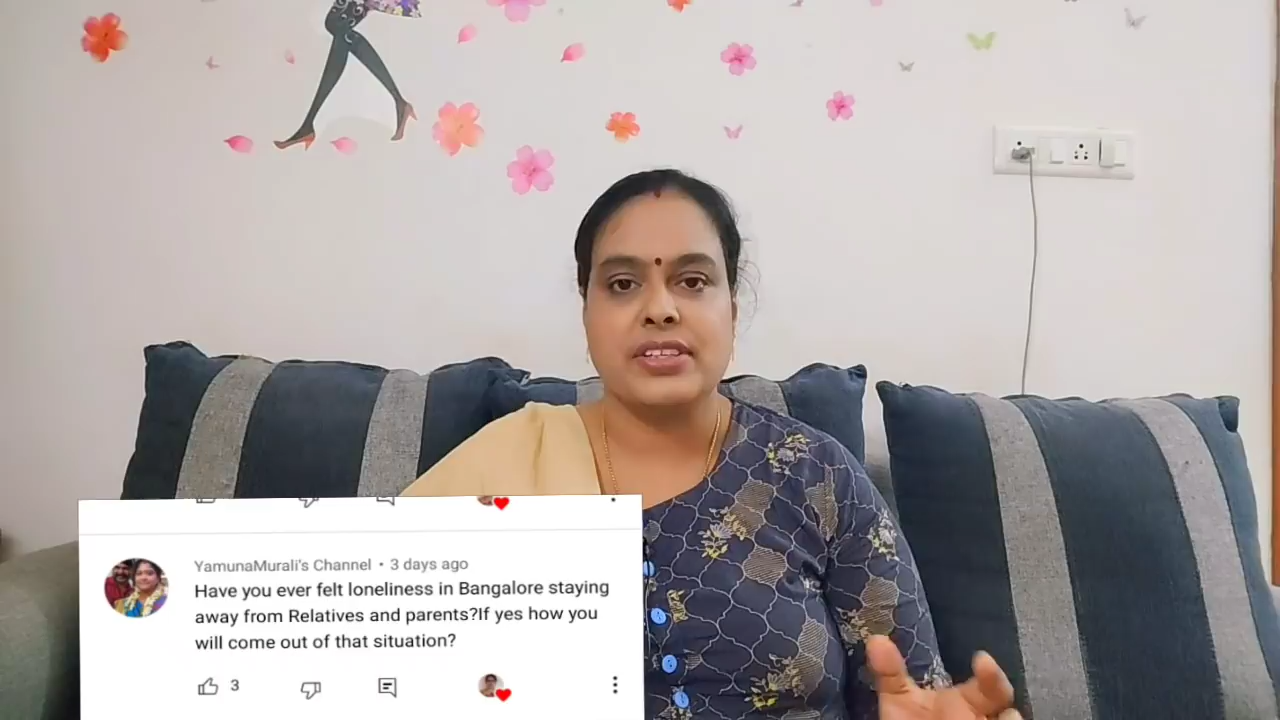 YamunaMurali's Channel • 3 days ago
Have you ever felt loneliness in Bangalore staying
away from Relatives and parents?If yes how you
will come out of that situation?
3